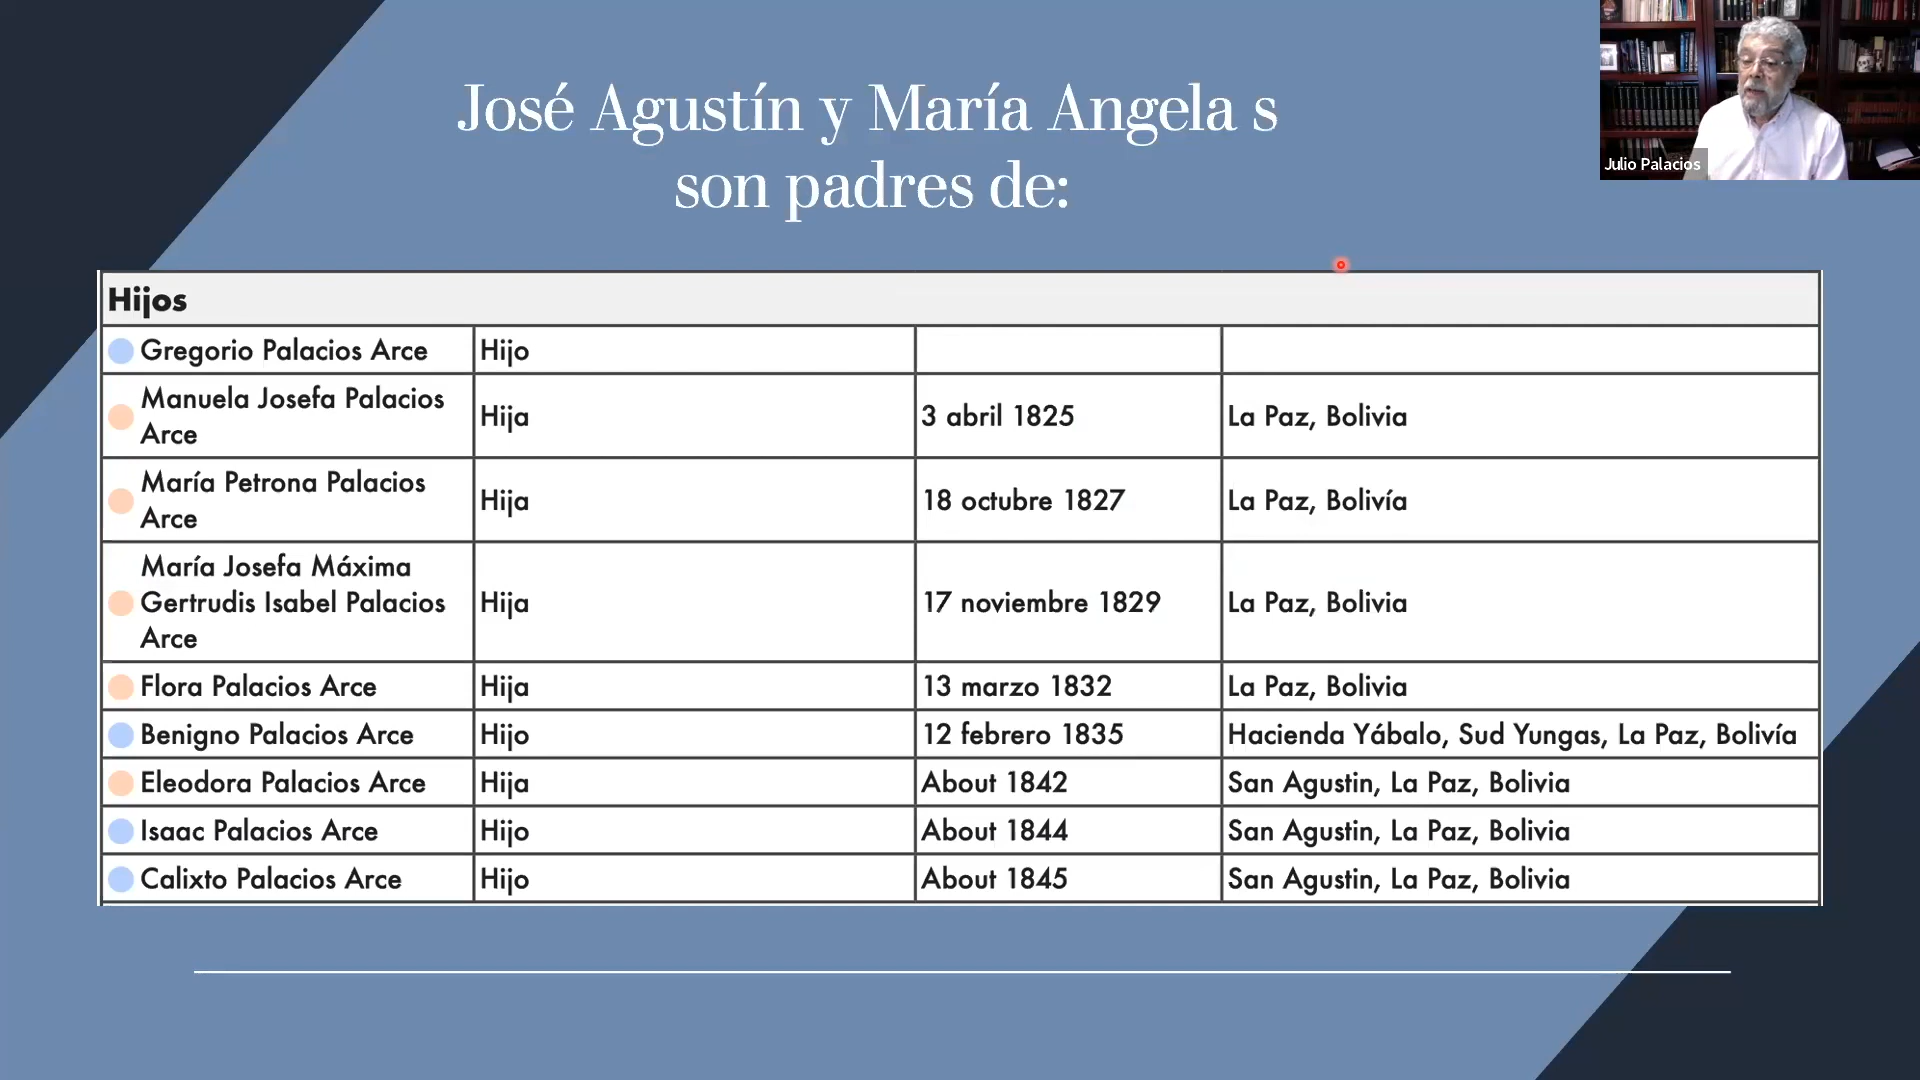 José Agustín y María Angela s
son padres de:
Julio Palacios
Hijos
Gregorio Palacios Arce Hijo
Manuela Josefa Palacios
Arce
Hija 3 abril 1825 La Paz, Bolivia
María Petrona Palacios
Arce
Hija 18 octubre 1827 La Paz, Bolivía
María Josefa Máxima
Gertrudis Isabel Palacios
Arce
Hija 17 noviembre 1829 La Paz, Bolivia
Flora Palacios Arce Hija 13 marzo 1832 La Paz, Bolivia
Benigno Palacios Arce Hijo 12 febrero 1835 Hacienda Yábalo, Sud Yungas, La Paz, Bolivía
Eleodora Palacios Arce Hija About 1842 San Agustin, La Paz, Bolivia
Isaac Palacios Arce Hijo About 1844 San Agustin, La Paz, Bolivia
Calixto Palacios Arce Hijo About 1845 San Agustin, La Paz, Bolivia